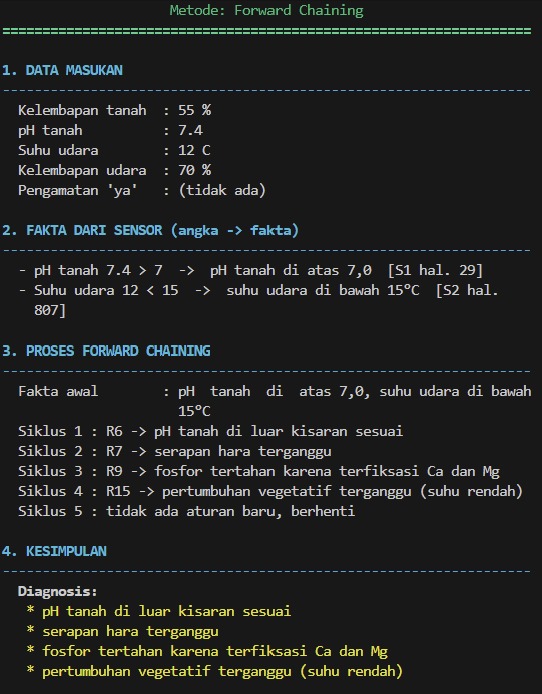 Metode: Forward Chaining
==================================================================
1. DATA MASUKAN
------------------------------------------------------------------
Kelembapan tanah : 55 %
pH tanah : 7.4
Suhu udara : 12 C
Kelembapan udara : 70 %
Pengamatan 'ya' : (tidak ada)
2. FAKTA DARI SENSOR (angka -> fakta)
------------------------------------------------------------------
- pH tanah 7.4 > 7 -> pH tanah di atas 7,0 [S1 hal. 29]
- Suhu udara 12 < 15 -> suhu udara di bawah 15°C [S2 hal.
807]
3. PROSES FORWARD CHAINING
------------------------------------------------------------------
Fakta awal : pH tanah di atas 7,0, suhu udara di bawah
15°C
Siklus 1 : R6 -> pH tanah di luar kisaran sesuai
Siklus 2 : R7 -> serapan hara terganggu
Siklus 3 : R9 -> fosfor tertahan karena terfiksasi Ca dan Mg
Siklus 4 : R15 -> pertumbuhan vegetatif terganggu (suhu rendah)
Siklus 5 : tidak ada aturan baru, berhenti
4. KESIMPULAN
------------------------------------------------------------------
Diagnosis:
* pH tanah di luar kisaran sesuai
* serapan hara terganggu
* fosfor tertahan karena terfiksasi Ca dan Mg
* pertumbuhan vegetatif terganggu (suhu rendah)